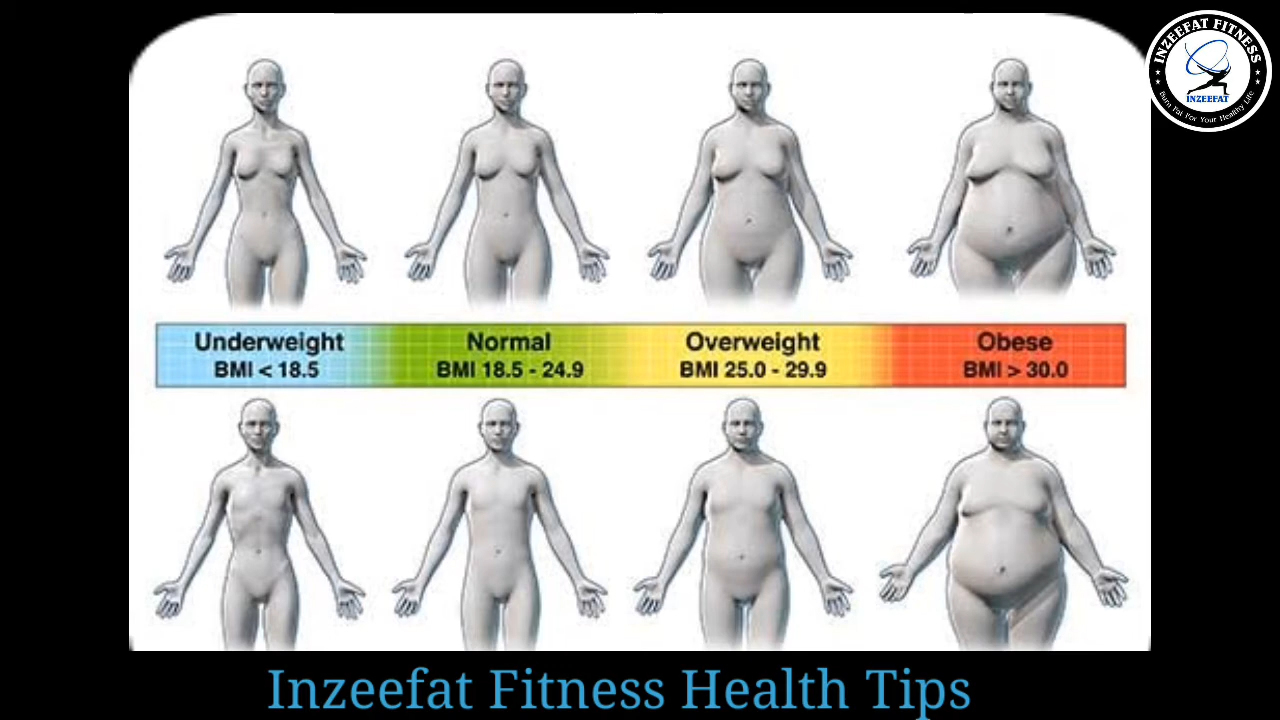 INZEEFAT FITNESS
INZEEFAT
Burn Fat For Your Healthy Life
Underweight Normal Overweight Obese
BMI < 18.5 BMI 18.5 - 24.9 BMI 25.0 - 29.9 BMI > 30.0
Inzeefat Fitness Health Tips